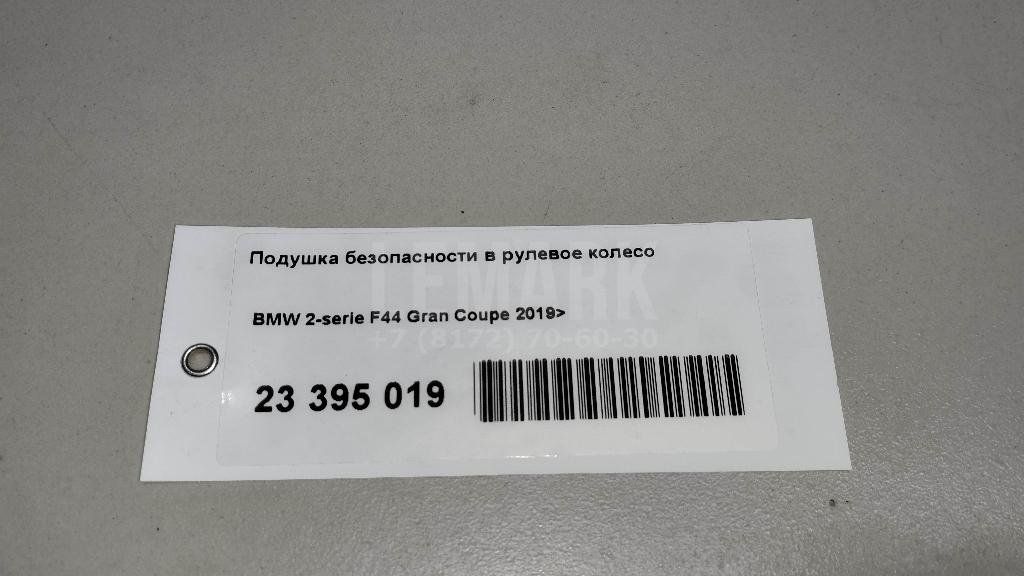 Подушка безопасности в рулевое колесо
LEMARK
BMW 2-serie F44 Gran Coupe 2019>
+7 (8172) 70-60-30
23 395 019